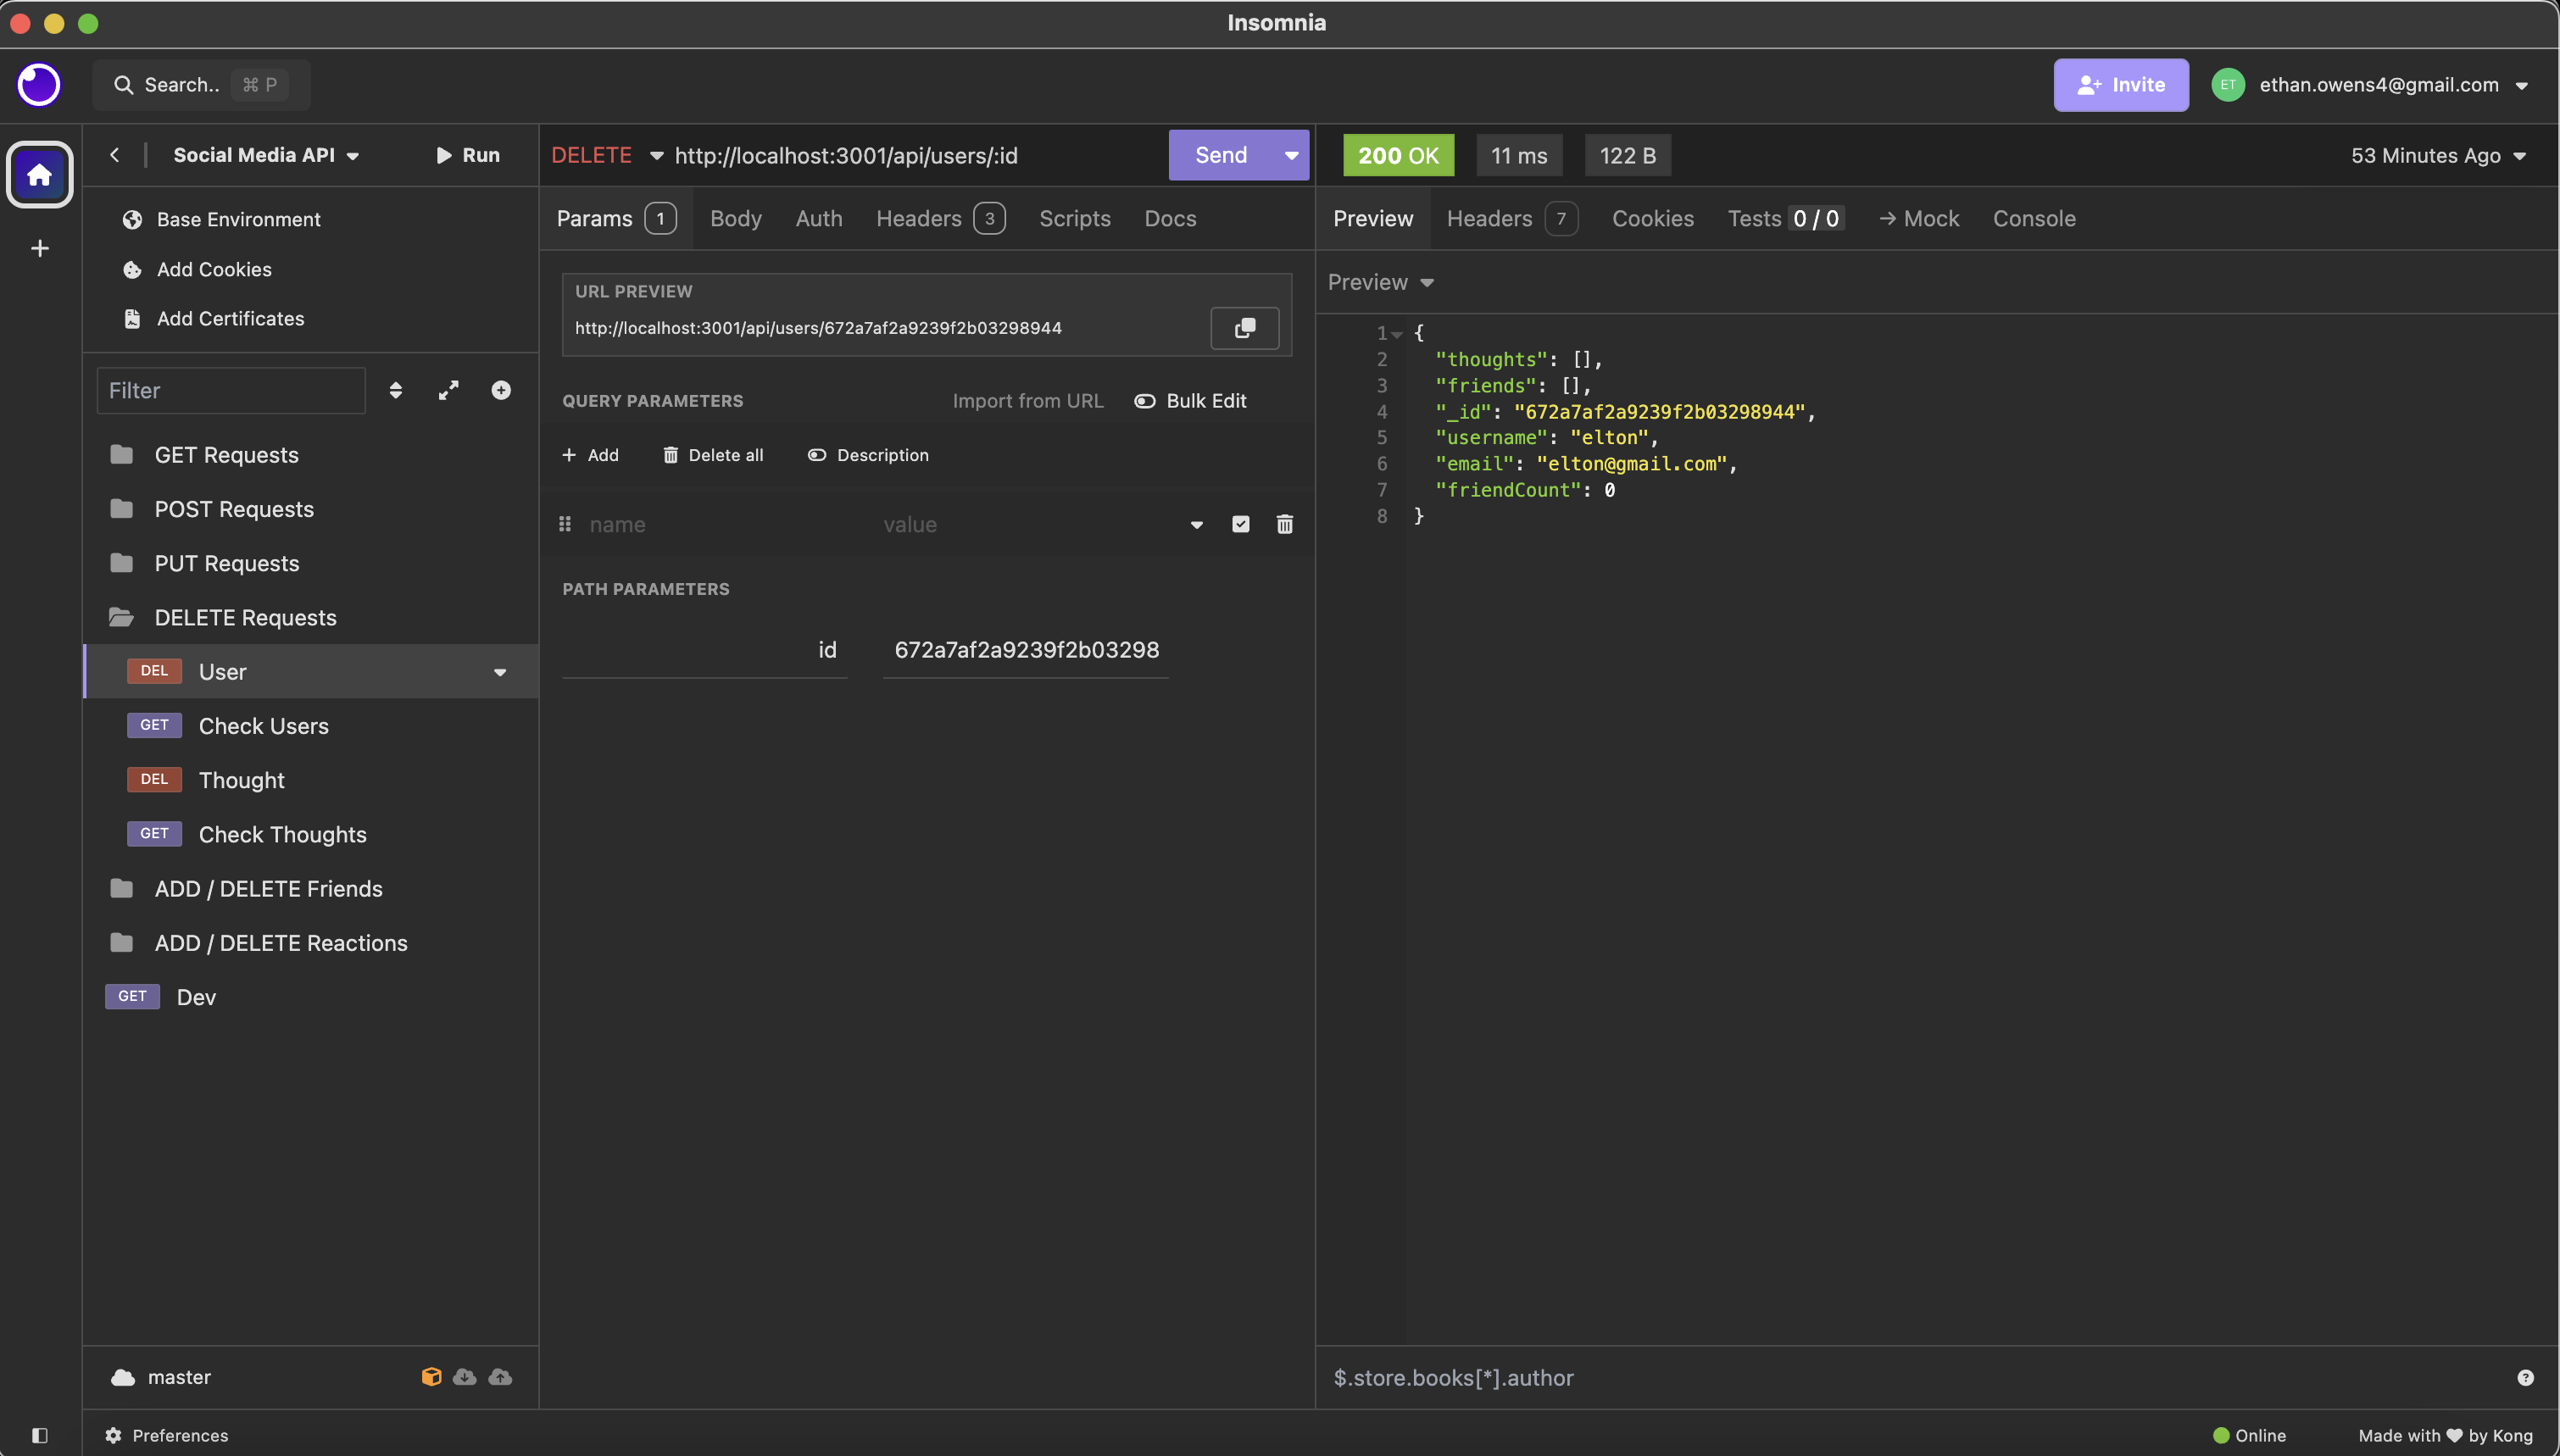 Insomnia
Search.. ⌘ P
Invite
ET
ethan.owens4@gmail.com
Social Media API
Run
DELETE
http://localhost:3001/api/users/:id
Send
200 OK
11 ms
122 B
53 Minutes Ago
Base Environment
Add Cookies
Add Certificates
Filter
GET Requests
POST Requests
PUT Requests
DELETE Requests
DEL User
GET Check Users
DEL Thought
GET Check Thoughts
ADD / DELETE Friends
ADD / DELETE Reactions
GET Dev
master
Params 1 Body Auth Headers 3 Scripts Docs
URL PREVIEW
http://localhost:3001/api/users/672a7af2a9239f2b03298944
QUERY PARAMETERS
Import from URL
Bulk Edit
Add
Delete all
Description
name
value
PATH PARAMETERS
id
672a7af2a9239f2b03298
Preview Headers 7 Cookies Tests 0 / 0 → Mock Console
Preview
1 {
2 "thoughts": [],
3 "friends": [],
4 "_id": "672a7af2a9239f2b03298944",
5 "username": "elton",
6 "email": "elton@gmail.com",
7 "friendCount": 0
8 }
$.store.books[*].author
?
Preferences
Online
Made with ♥ by Kong